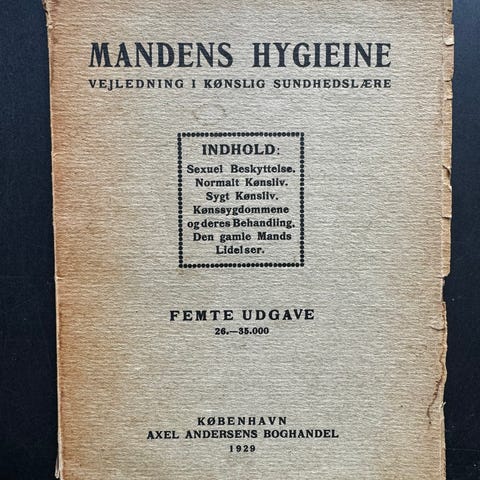 MANDENS HYGIEINE
VEJLEDNING I KØNSLIG SUNDHEDSLÆRE
INDHOLD:
Sexuel Beskyttelse.
Normalt Kønsliv.
Sygt Kønsliv.
Kønssygdommene
og deres Behandling.
Den gamle Mands
Lidelser.
FEMTE UDGAVE
26.—35.000
KØBENHAVN
AXEL ANDERSENS BOGHANDEL
1929